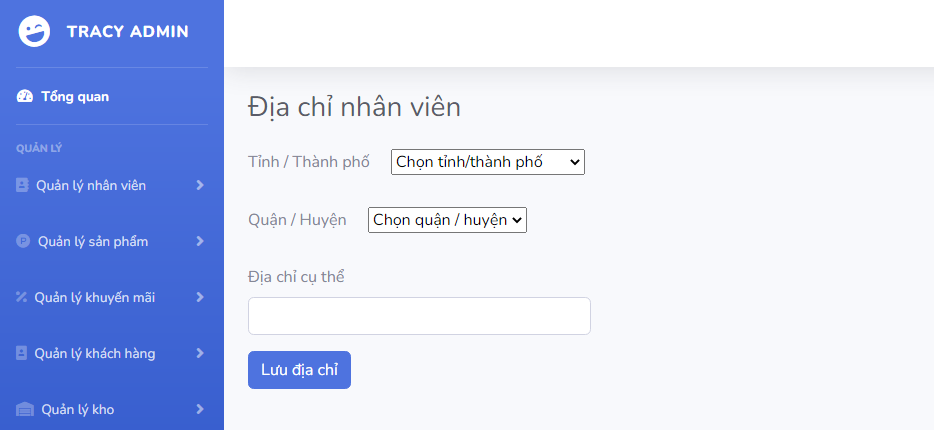 TRACY ADMIN
Tổng quan
QUẢN LÝ
Quản lý nhân viên
Quản lý sản phẩm
Quản lý khuyến mãi
Quản lý khách hàng
Quản lý kho
Địa chỉ nhân viên
Tỉnh / Thành phố Chọn tỉnh/thành phố
Quận / Huyện Chọn quận / huyện
Địa chỉ cụ thể
Lưu địa chỉ